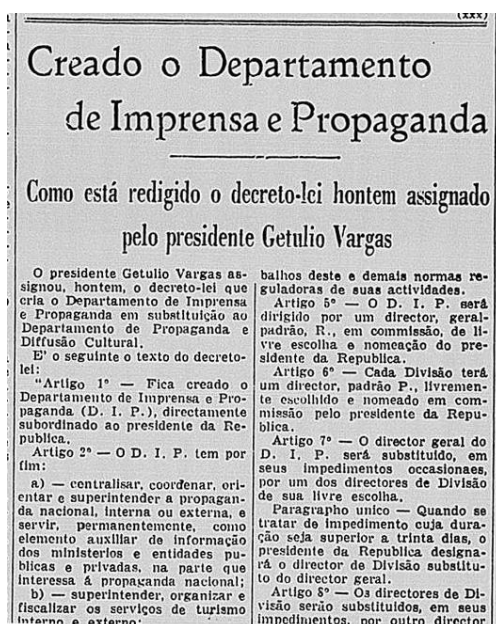 (xxx)
Creado o Departamento
de Imprensa e Propaganda
Como está redigido o decreto-lei hontem assignado
pelo presidente Getulio Vargas
O presidente Getulio Vargas as-
signou, hontem, o decreto-lei que
cria o Departamento de Imprensa
e Propaganda em substituição ao
Departamento de Propaganda e
Diffusão Cultural.
E' o seguinte o texto do decreto-
lei:
"Artigo 1º — Fica creado o
Departamento de Imprensa e Pro-
paganda (D. I. P.), directamente
subordinado ao presidente da Re-
publica.
Artigo 2º — O D. I. P. tem por
fim:
a) — centralisar, coordenar, ori-
entar e superintender a propagan-
da nacional, interna ou externa, e
servir, permanentemente, como
elemento auxiliar de informação
dos ministerios e entidades pu-
blicas e privadas, na parte que
interessa á propaganda nacional;
b) — superintender, organizar e
fiscalizar os serviços de turismo
interno e externo;
balhos deste e demais normas re-
guladoras de suas actividades.
Artigo 5º — O D. I. P. será
dirigido por um director, geral-
padrão, R., em commissão, de li-
vre escolha e nomeação do pre-
sidente da Republica.
Artigo 6º — Cada Divisão terá
um director, padrão P., livremen-
te escolhido e nomeado em com-
missão pelo presidente da Repu-
blica.
Artigo 7º — O director geral do
D. I. P. será substituido, em
seus impedimentos occasionaes,
por um dos directores de Divisão
de sua livre escolha.
Paragrapho unico — Quando se
tratar de impedimento cuja dura-
ção seja superior a trinta dias, o
presidente da Republica designa-
rá o director de Divisão substitu-
to do director geral.
Artigo 8º — Os directores de Di-
visão serão substituidos, em seus
impedimentos, por outro director